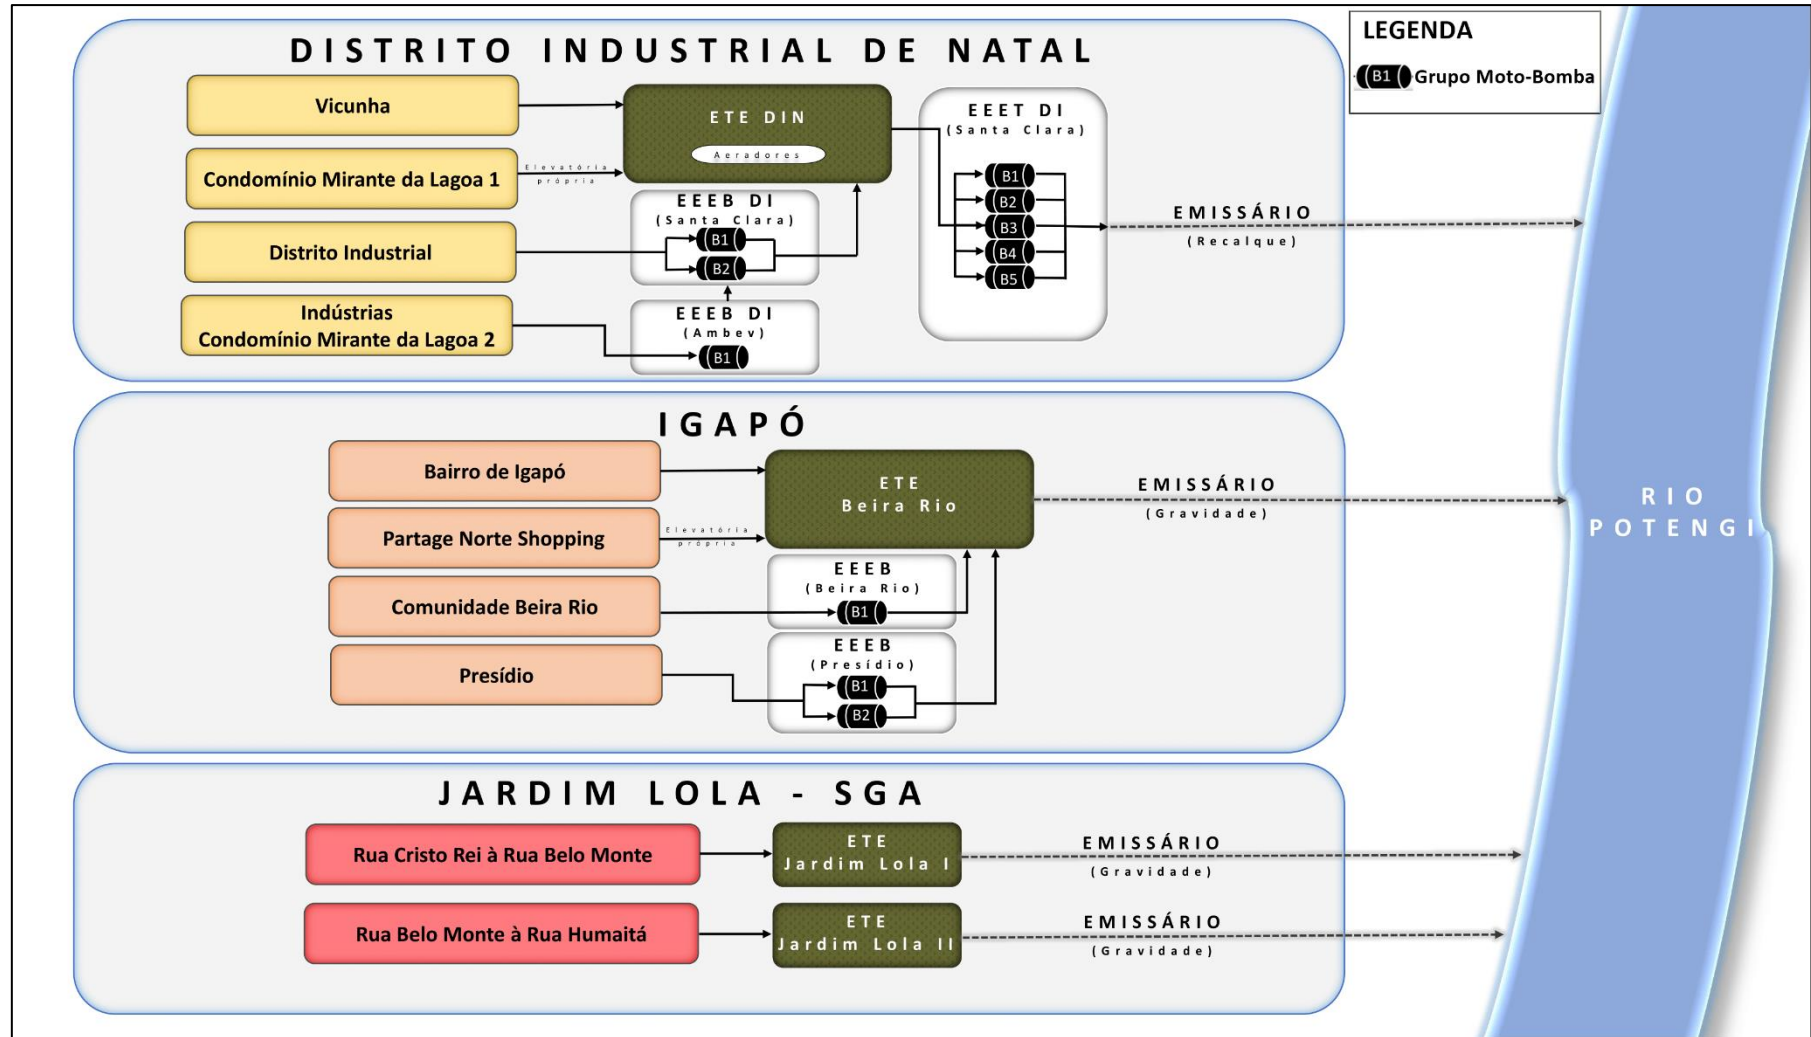 LEGENDA
B1 Grupo Moto-Bomba
DISTRITO INDUSTRIAL DE NATAL
Vicunha
Condomínio Mirante da Lagoa 1
Distrito Industrial
Indústrias
Condomínio Mirante da Lagoa 2
Elevatória
própria
ETE DIN
Aeradores
EEEB DI
(Santa Clara)
B1
B2
EEEB DI
(Ambev)
B1
EEET DI
(Santa Clara)
B1
B2
B3
B4
B5
EMISSÁRIO
(Recalque)
IGAPÓ
Bairro de Igapó
Partage Norte Shopping
Comunidade Beira Rio
Presídio
Elevatória
própria
ETE
Beira Rio
EEEB
(Beira Rio)
B1
EEEB
(Presídio)
B1
B2
EMISSÁRIO
(Gravidade)
RIO
POTENGI
JARDIM LOLA - SGA
Rua Cristo Rei à Rua Belo Monte
ETE
Jardim Lola I
EMISSÁRIO
(Gravidade)
Rua Belo Monte à Rua Humaitá
ETE
Jardim Lola II
EMISSÁRIO
(Gravidade)